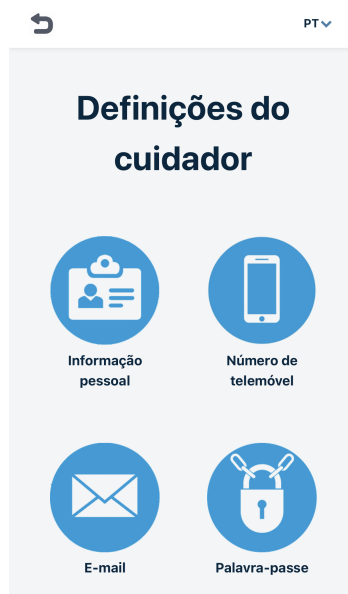 PT
Definições do
cuidador
Informação
pessoal
Número de
telemóvel
E-mail
Palavra-passe